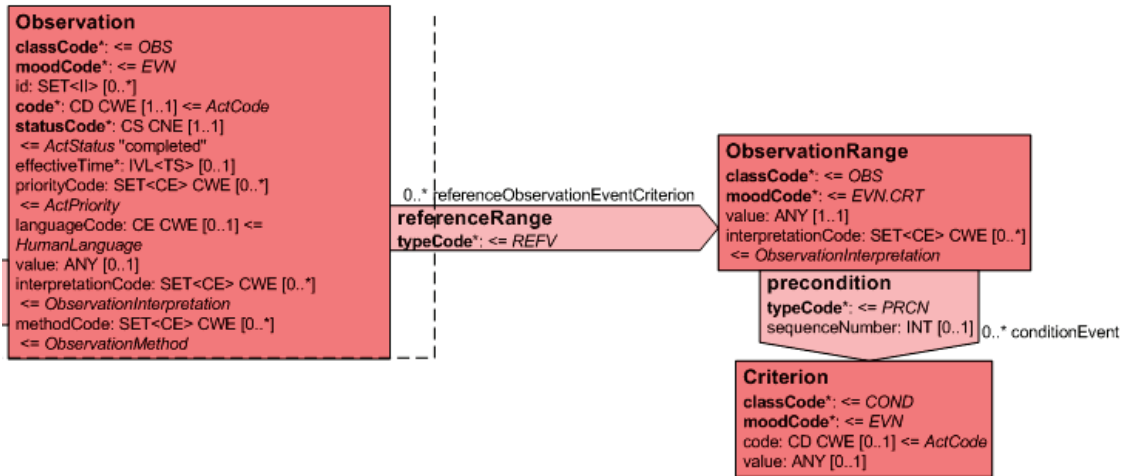 Observation
classCode*: <= OBS
moodCode*: <= EVN
id: SET<II> [0..*]
code*: CD CWE [1..1] <= ActCode
statusCode*: CS CNE [1..1]
<= ActStatus "completed"
effectiveTime*: IVL<TS> [0..1]
priorityCode: SET<CE> CWE [0..*]
<= ActPriority
languageCode: CE CWE [0..1] <=
HumanLanguage
value: ANY [0..1]
interpretationCode: SET<CE> CWE [0..*]
<= ObservationInterpretation
methodCode: SET<CE> CWE [0..*]
<= ObservationMethod
0..* referenceObservationEventCriterion
referenceRange
typeCode*: <= REFV
ObservationRange
classCode*: <= OBS
moodCode*: <= EVN.CRT
value: ANY [1..1]
interpretationCode: SET<CE> CWE [0..*]
<= ObservationInterpretation
precondition
typeCode*: <= PRCN
sequenceNumber: INT [0..1]
0..* conditionEvent
Criterion
classCode*: <= COND
moodCode*: <= EVN
code: CD CWE [0..1] <= ActCode
value: ANY [0..1]